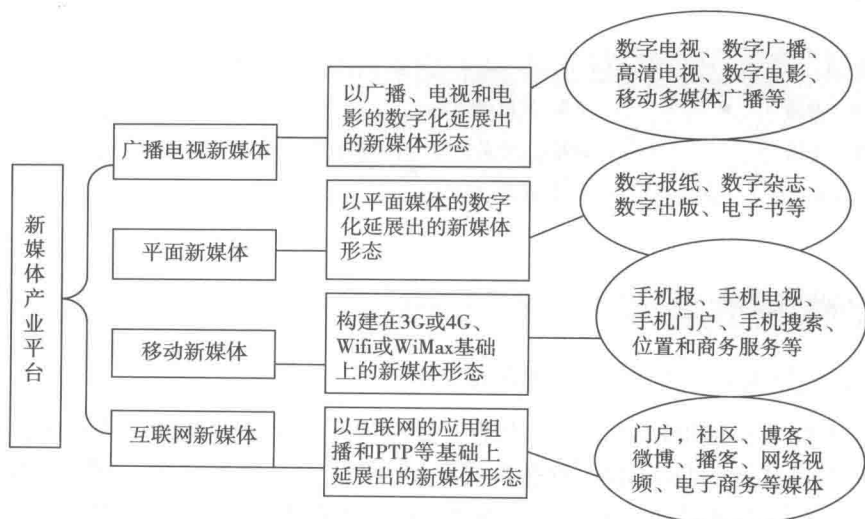 新媒体产业平台
广播电视新媒体
以广播、电视和电
影的数字化延展出
的新媒体形态
数字电视、数字广播、
高清电视、数字电影、
移动多媒体广播等
平面新媒体
以平面媒体的数字
化延展出的新媒体
形态
数字报纸、数字杂志、
数字出版、电子书等
移动新媒体
构建在3G或4G、
Wifi或WiMax基础
上的新媒体形态
手机报、手机电视、
手机门户、手机搜索、
位置和商务服务等
互联网新媒体
以互联网的应用组
播和PTP等基础上
延展出的新媒体形态
门户，社区、博客、
微博、播客、网络视
频、电子商务等媒体